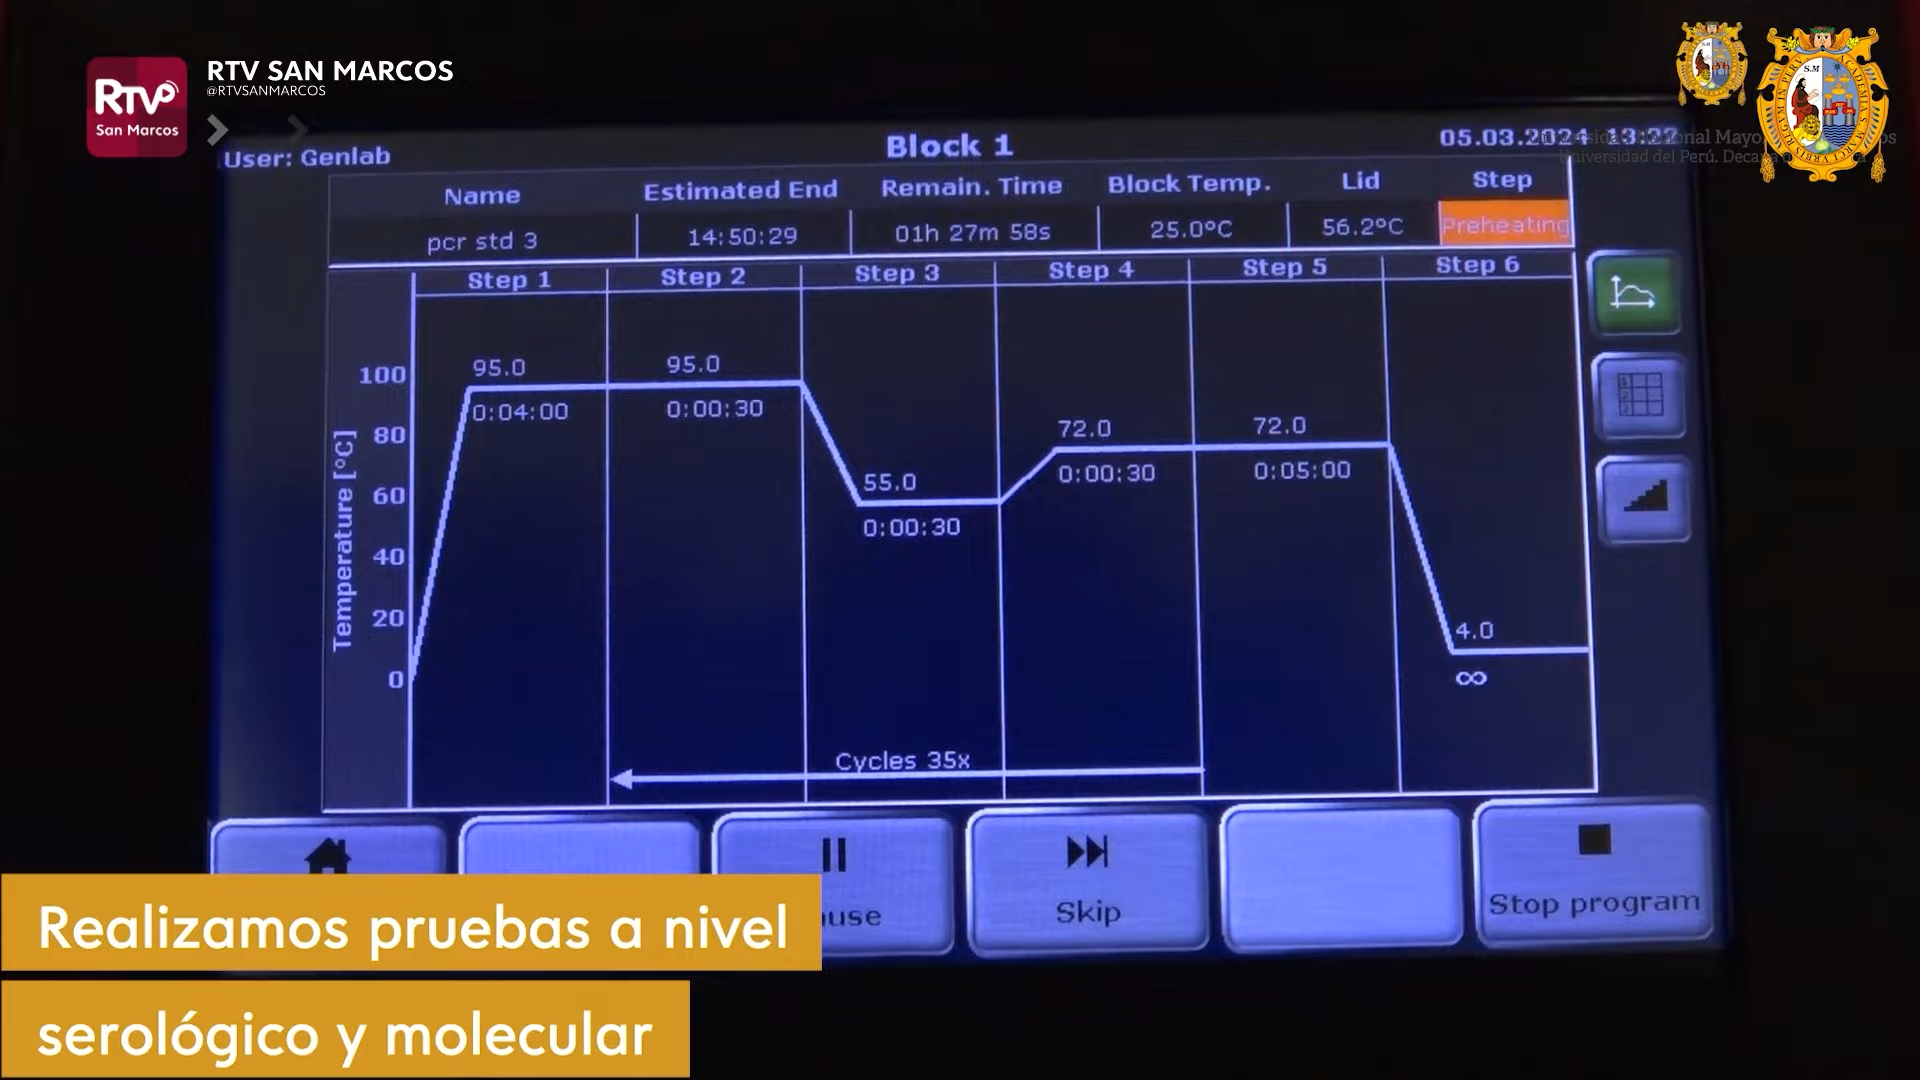 RTV SAN MARCOS
@RTVSANMARCOS
RTV
San Marcos
User: Genlab
Block 1
05.03.2024 13:22
Name Estimated End Remain. Time Block Temp. Lid Step
pcr std 3 14:50:29 01h 27m 58s 25.0°C 56.2°C Preheating
Step 1 Step 2 Step 3 Step 4 Step 5 Step 6
Temperature [°C]
100
80
60
40
20
0
95.0
0:04:00
95.0
0:00:30
55.0
0:00:30
72.0
0:00:30
72.0
0:05:00
4.0
∞
Cycles 35x
Skip
Stop program
Realizamos pruebas a nivel
serológico y molecular